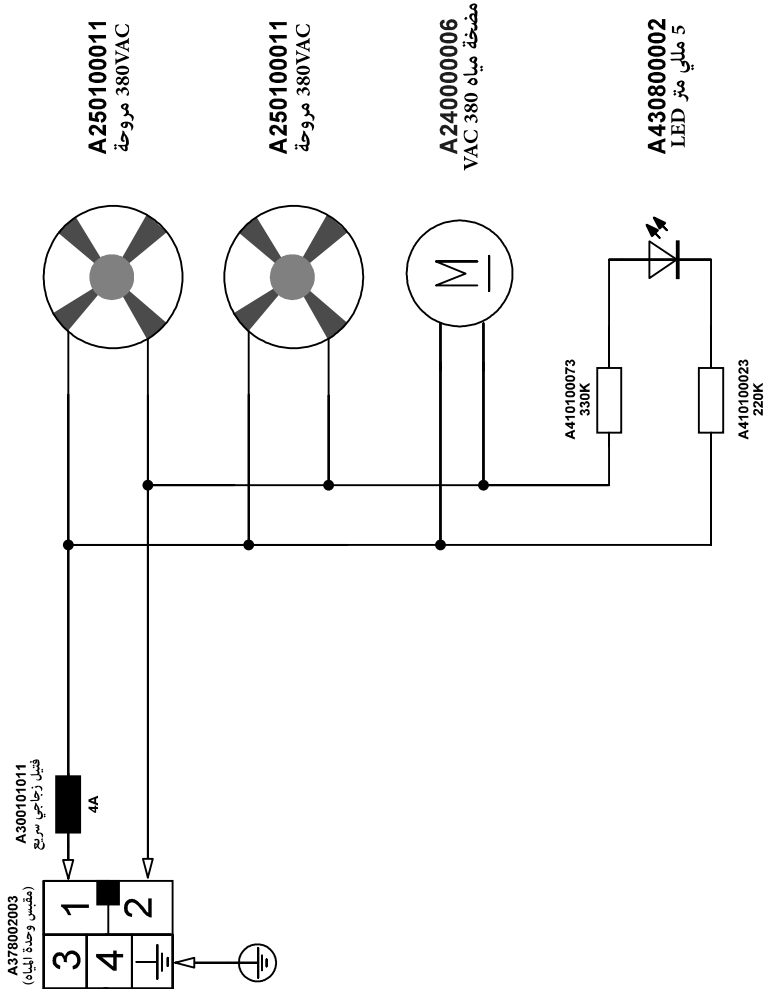 A250100011
مروحة 380VAC
A250100011
مروحة 380VAC
A240000006
مضخة مياه 380 VAC
A430800002
5 مللي متر LED
A410100073
330K
A410100023
220K
A300101011
فتيل زجاجي سريع
4A
A378002003
(مقبس وحدة المياه)
1
2
3
4
M